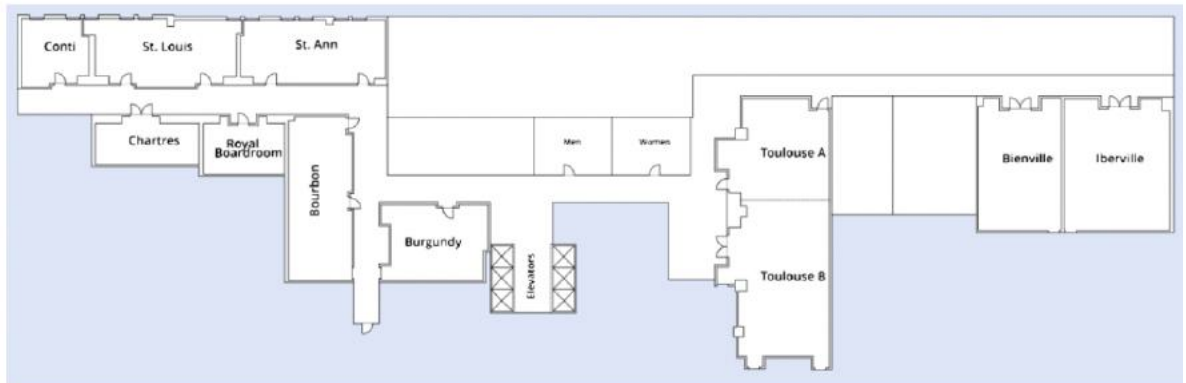 Conti
St. Louis
St. Ann
Chartres
Royal
Boardroom
Bourbon
Burgundy
Elevators
Men
Women
Toulouse A
Toulouse B
Bienville
Iberville